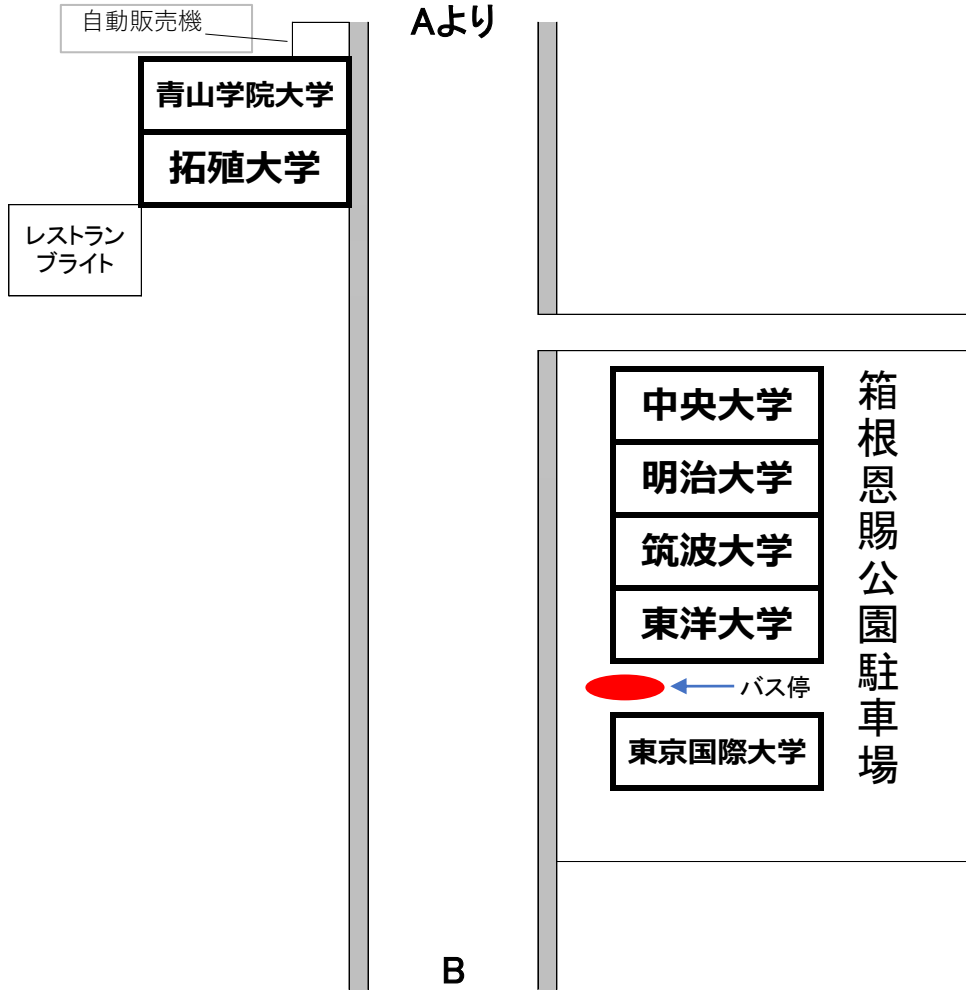 自動販売機
Aより
青山学院大学
拓殖大学
レストラン
ブライト
中央大学
明治大学
筑波大学
東洋大学
バス停
東京国際大学
箱根恩賜公園駐車場
B